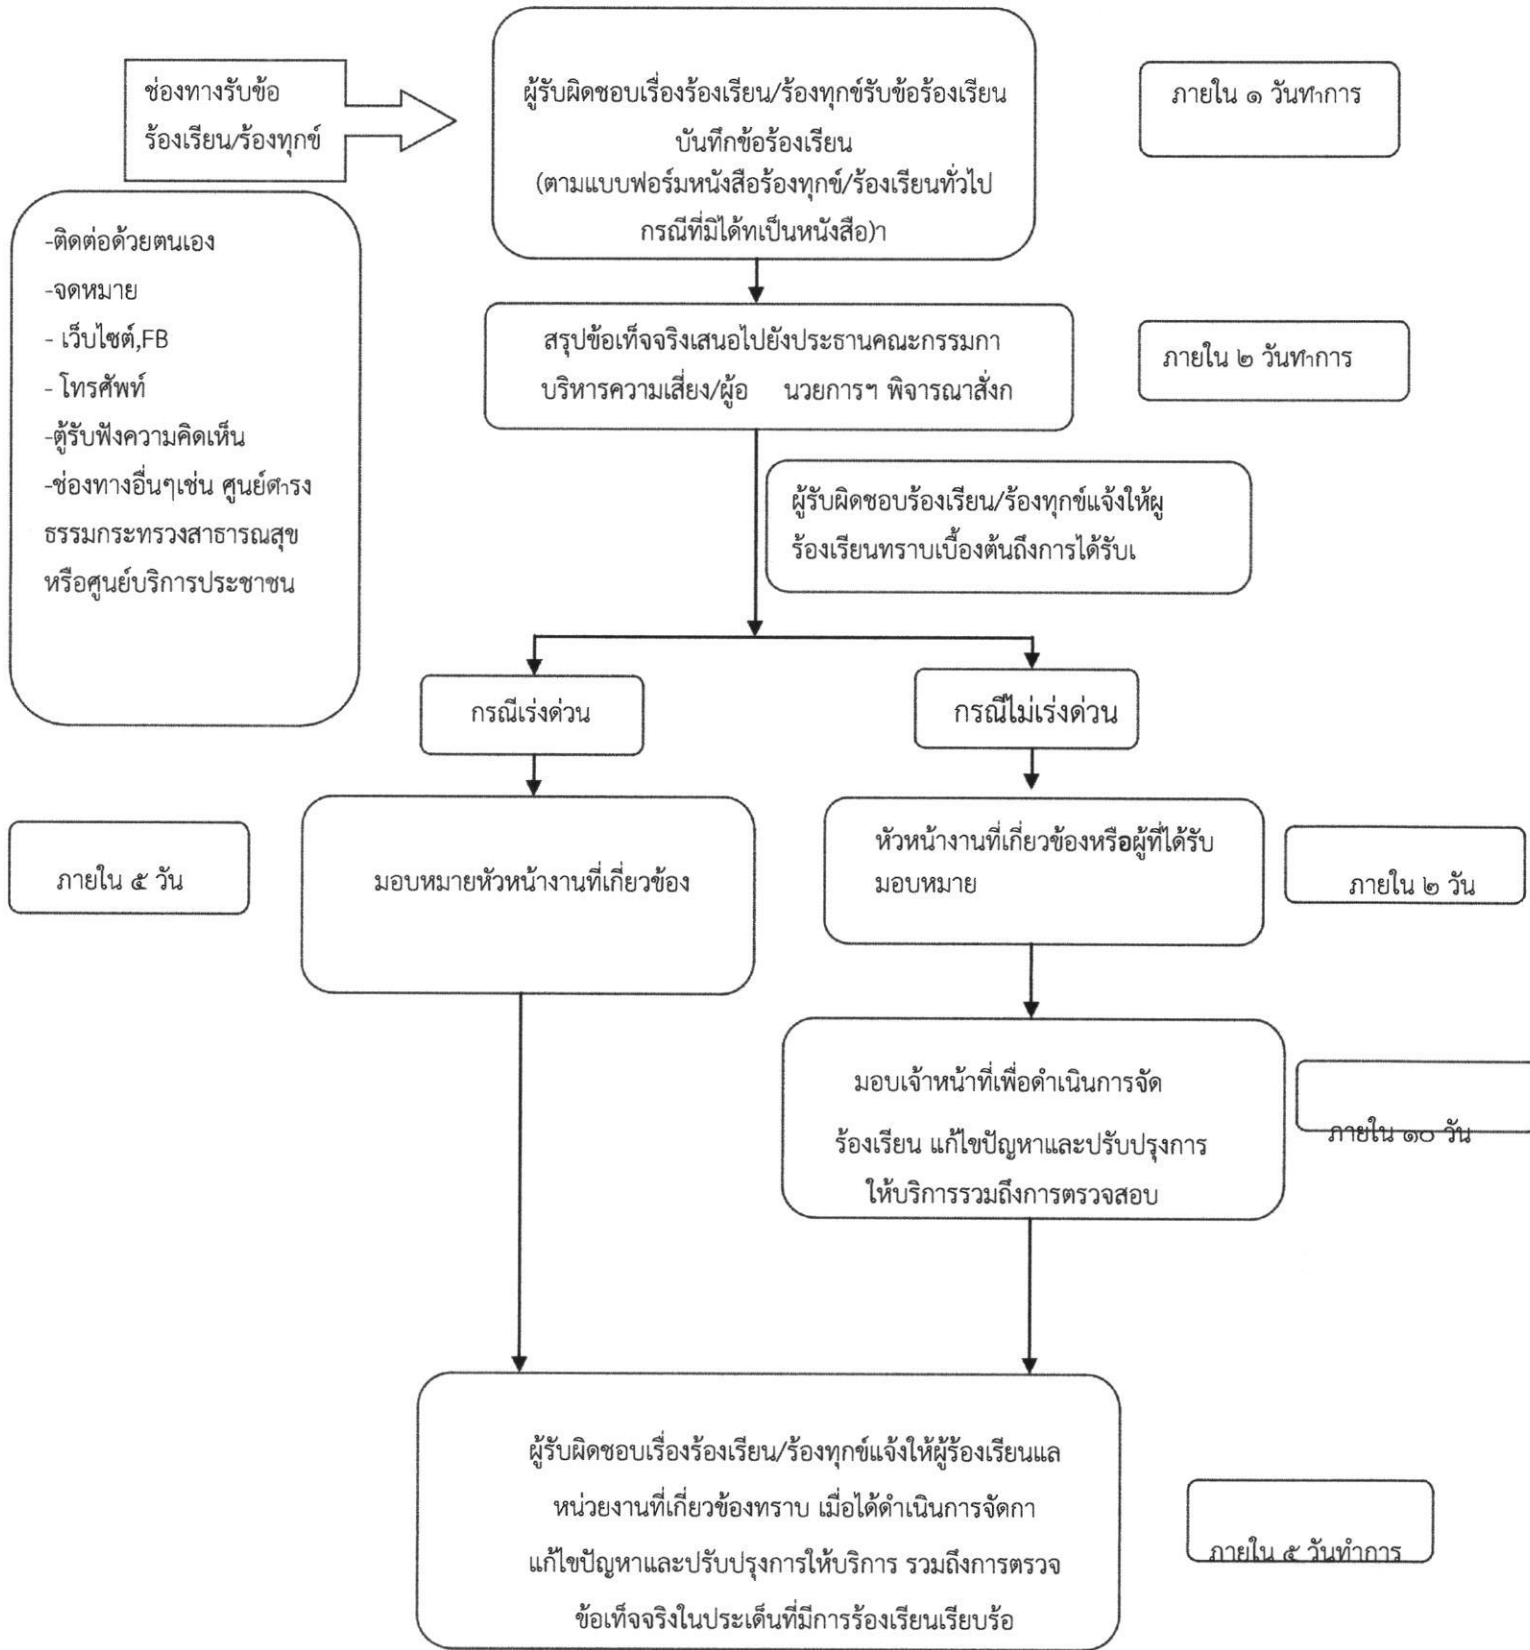 ช่องทางรับข้อ
ร้องเรียน/ร้องทุกข์
ผู้รับผิดชอบเรื่องร้องเรียน/ร้องทุกข์รับข้อร้องเรียน
บันทึกข้อร้องเรียน
(ตามแบบฟอร์มหนังสือร้องทุกข์/ร้องเรียนทั่วไป
กรณีที่มิได้ทเป็นหนังสือ)า
ภายใน ๑ วันทำการ
-ติดต่อด้วยตนเอง
-จดหมาย
- เว็บไซต์,FB
- โทรศัพท์
-ตู้รับฟังความคิดเห็น
-ช่องทางอื่นๆเช่น ศูนย์ดำรง
ธรรมกระทรวงสาธารณสุข
หรือศูนย์บริการประชาชน
สรุปข้อเท็จจริงเสนอไปยังประธานคณะกรรมกา
บริหารความเสี่ยง/ผู้อ นวยการฯ พิจารณาสั่งก
ภายใน ๒ วันทำการ
ผู้รับผิดชอบร้องเรียน/ร้องทุกข์แจ้งให้ผู
ร้องเรียนทราบเบื้องต้นถึงการได้รับเ
กรณีเร่งด่วน
กรณีไม่เร่งด่วน
ภายใน ๕ วัน
มอบหมายหัวหน้างานที่เกี่ยวข้อง
หัวหน้างานที่เกี่ยวข้องหรือผู้ที่ได้รับ
มอบหมาย
ภายใน ๒ วัน
มอบเจ้าหน้าที่เพื่อดำเนินการจัด
ร้องเรียน แก้ไขปัญหาและปรับปรุงการ
ให้บริการรวมถึงการตรวจสอบ
ภายใน ๑๐ วัน
ผู้รับผิดชอบเรื่องร้องเรียน/ร้องทุกข์แจ้งให้ผู้ร้องเรียนแล
หน่วยงานที่เกี่ยวข้องทราบ เมื่อได้ดำเนินการจัดกา
แก้ไขปัญหาและปรับปรุงการให้บริการ รวมถึงการตรวจ
ข้อเท็จจริงในประเด็นที่มีการร้องเรียนเรียบร้อ
ภายใน ๕ วันทำการ